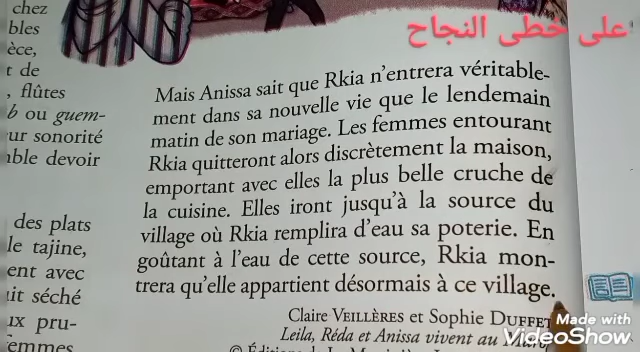 على خطى النجاح
chez
bles
èce,
t de
, flûtes
b ou guem-
ur sonorité
mble devoir
des plats
le tajine,
ent avec
it séché
ux pru-
femmes
Mais Anissa sait que Rkia n'entrera véritable-
ment dans sa nouvelle vie que le lendemain
matin de son mariage. Les femmes entourant
Rkia quitteront alors discrètement la maison,
emportant avec elles la plus belle cruche de
la cuisine. Elles iront jusqu'à la source du
village où Rkia remplira d'eau sa poterie. En
goûtant à l'eau de cette source, Rkia mon-
trera qu'elle appartient désormais à ce village.
Claire VEILLÈRES et Sophie DUFFET
Leila, Réda et Anissa vivent au Maroc
Made with
VideoShow